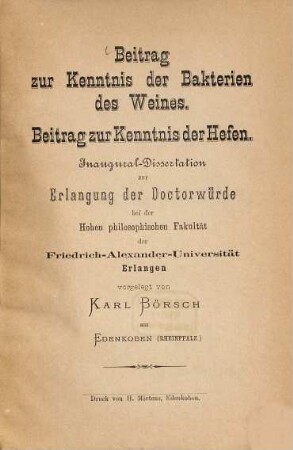 Beitrag
zur Kenntnis der Bakterien
des Weines.
Beitrag zur Kenntnis der Hefen.
Inaugural-Dissertation
zur
Erlangung der Doctorwürde
bei der
Hohen philosophischen Fakultät
der
Friedrich-Alexander-Universität
Erlangen
vorgelegt von
KARL BÖRSCH
aus
EDENKOBEN (RHEINPFALZ.)
Druck von H. Mertens, Edenkoben.